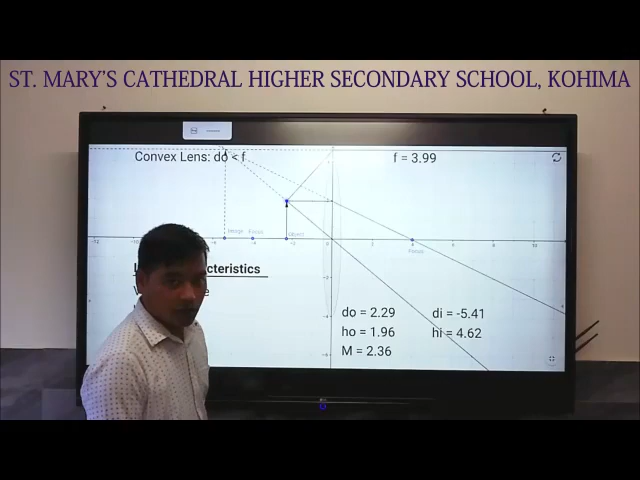 ST. MARY'S CATHEDRAL HIGHER SECONDARY SCHOOL, KOHIMA
Convex Lens: do < f
f = 3.99
Image Focus Object
Focus
cteristics
do = 2.29 di = -5.41
ho = 1.96 hi = 4.62
M = 2.36